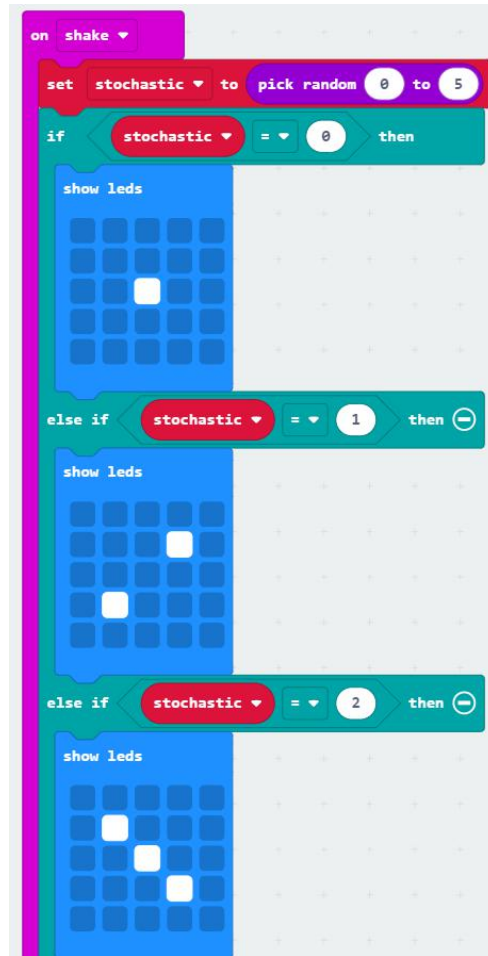 on shake
set stochastic to pick random 0 to 5
if stochastic = 0 then
show leds
else if stochastic = 1 then
show leds
else if stochastic = 2 then
show leds